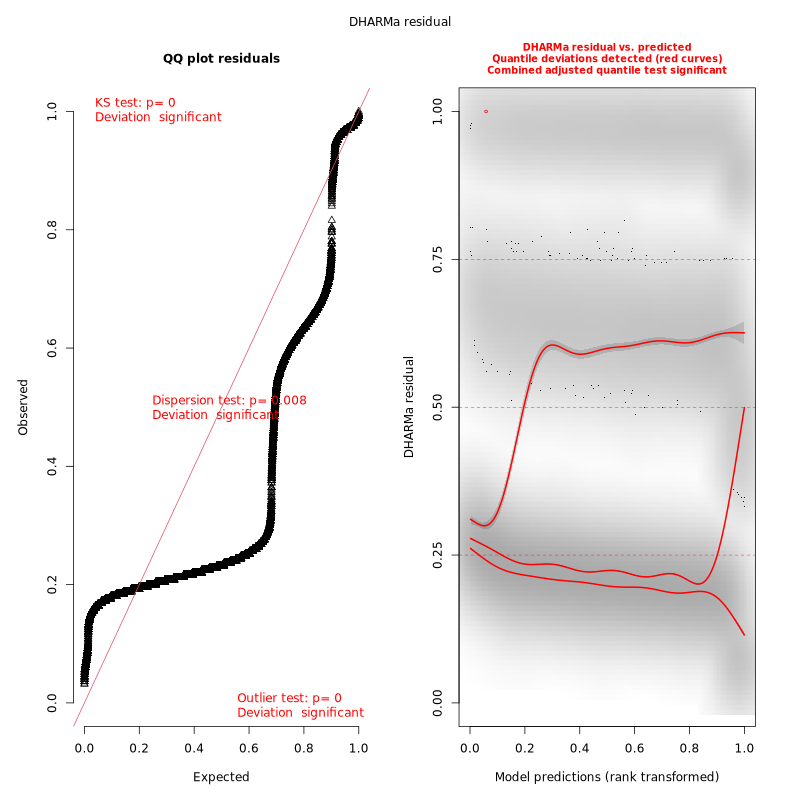 DHARMa residual
QQ plot residuals
KS test: p= 0
Deviation significant
Dispersion test: p= 0.008
Deviation significant
Outlier test: p= 0
Deviation significant
Observed
0.0
0.2
0.4
0.6
0.8
1.0
0.0 0.2 0.4 0.6 0.8 1.0
Expected
DHARMa residual vs. predicted
Quantile deviations detected (red curves)
Combined adjusted quantile test significant
DHARMa residual
0.00
0.25
0.50
0.75
1.00
0.0 0.2 0.4 0.6 0.8 1.0
Model predictions (rank transformed)